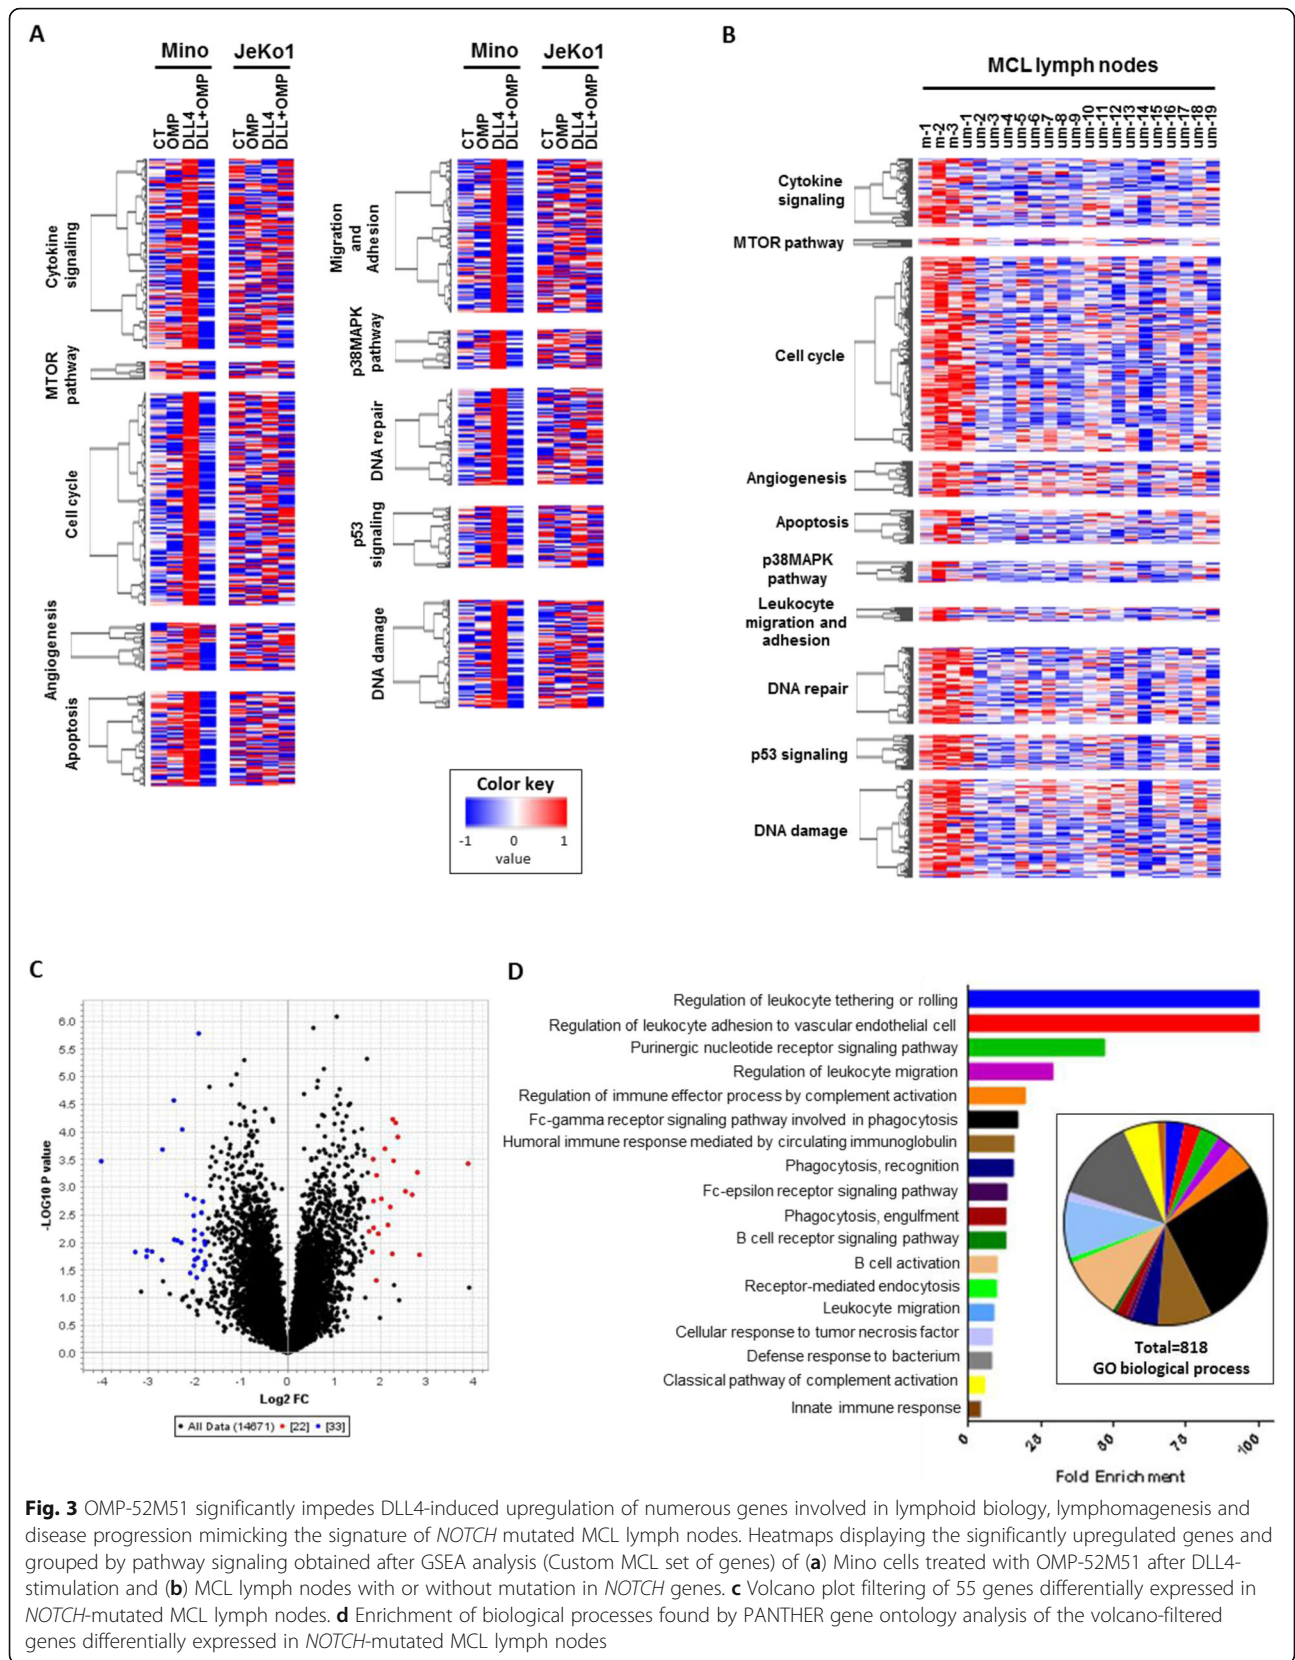 A
Mino
JeKo1
CT
OMP
DLL4
DLL+OMP
CT
OMP
DLL4
DLL+OMP
Cytokine
signaling
MTOR
pathway
Cell cycle
Angiogenesis
Apoptosis
Mino
JeKo1
CT
OMP
DLL4
DLL+OMP
CT
OMP
DLL4
DLL+OMP
Migration
and
Adhesion
p38MAPK
pathway
DNA repair
p53
signaling
DNA damage
Color key
-1
0
1
value
B
MCL lymph nodes
m-1
m-2
m-3
um-1
um-2
um-3
um-4
um-5
um-6
um-7
um-8
um-9
um-10
um-11
um-12
um-13
um-14
um-15
um-16
um-17
um-18
um-19
Cytokine
signaling
MTOR pathway
Cell cycle
Angiogenesis
Apoptosis
p38MAPK
pathway
Leukocyte
migration and
adhesion
DNA repair
p53 signaling
DNA damage
C
-LOG10 P value
6.0
5.5
5.0
4.5
4.0
3.5
3.0
2.5
2.0
1.5
1.0
0.5
0.0
-4
-3
-2
-1
0
1
2
3
4
Log2 FC
All Data (14671) [22] [33]
D
Regulation of leukocyte tethering or rolling
Regulation of leukocyte adhesion to vascular endothelial cell
Purinergic nucleotide receptor signaling pathway
Regulation of leukocyte migration
Regulation of immune effector process by complement activation
Fc-gamma receptor signaling pathway involved in phagocytosis
Humoral immune response mediated by circulating immunoglobulin
Phagocytosis, recognition
Fc-epsilon receptor signaling pathway
Phagocytosis, engulfment
B cell receptor signaling pathway
B cell activation
Receptor-mediated endocytosis
Leukocyte migration
Cellular response to tumor necrosis factor
Defense response to bacterium
Classical pathway of complement activation
Innate immune response
0
25
50
75
100
Fold Enrichment
Total=818
GO biological process
Fig. 3 OMP-52M51 significantly impedes DLL4-induced upregulation of numerous genes involved in lymphoid biology, lymphomagenesis and
disease progression mimicking the signature of NOTCH mutated MCL lymph nodes. Heatmaps displaying the significantly upregulated genes and
grouped by pathway signaling obtained after GSEA analysis (Custom MCL set of genes) of (a) Mino cells treated with OMP-52M51 after DLL4-
stimulation and (b) MCL lymph nodes with or without mutation in NOTCH genes. c Volcano plot filtering of 55 genes differentially expressed in
NOTCH-mutated MCL lymph nodes. d Enrichment of biological processes found by PANTHER gene ontology analysis of the volcano-filtered
genes differentially expressed in NOTCH-mutated MCL lymph nodes